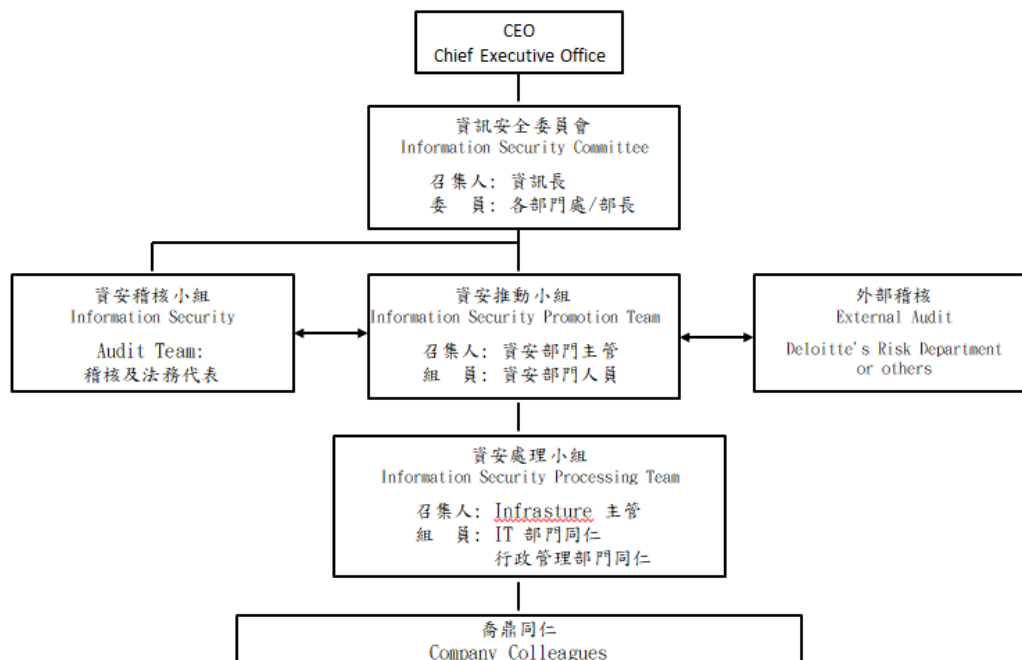 CEO
Chief Executive Office
資訊安全委員會
Information Security Committee
召集人: 資訊長
委　員: 各部門處/部長
資安稽核小組
Information Security
Audit Team:
稽核及法務代表
資安推動小組
Information Security Promotion Team
召集人: 資安部門主管
組　員: 資安部門人員
外部稽核
External Audit
Deloitte's Risk Department
or others
資安處理小組
Information Security Processing Team
召集人: Infrasture 主管
組　員: IT 部門同仁
行政管理部門同仁
喬鼎同仁
Company Colleagues